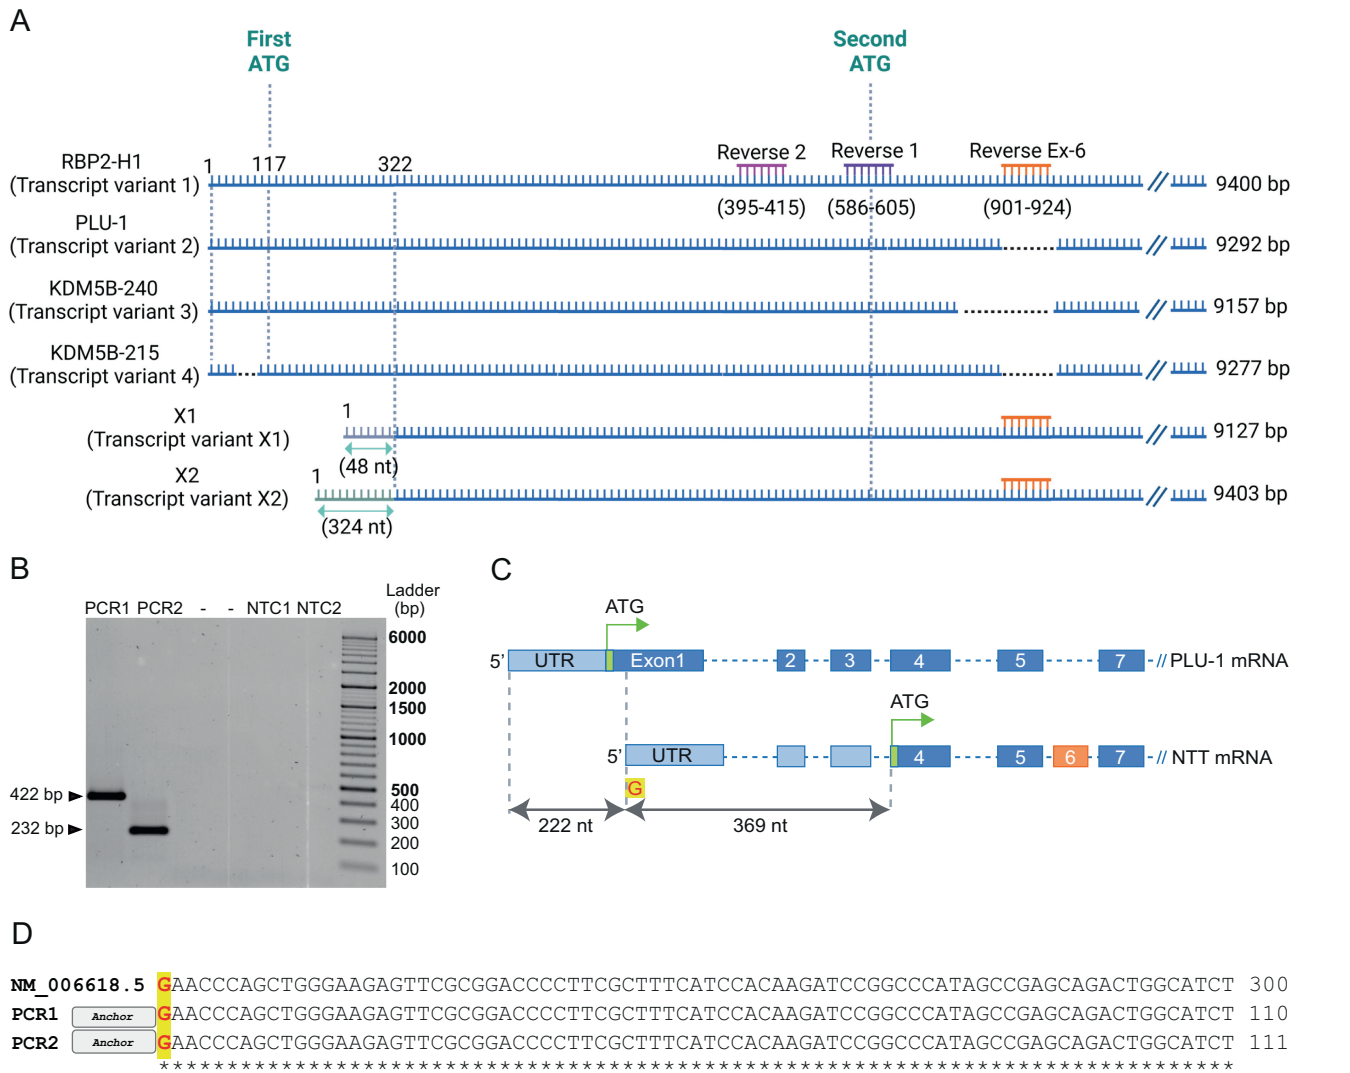 A
First
ATG
Second
ATG
RBP2-H1
(Transcript variant 1)
1
117
322
Reverse 2
Reverse 1
Reverse Ex-6
9400 bp
(395-415)
(586-605)
(901-924)
PLU-1
(Transcript variant 2)
9292 bp
KDM5B-240
(Transcript variant 3)
9157 bp
KDM5B-215
(Transcript variant 4)
9277 bp
X1
(Transcript variant X1)
1
(48 nt)
9127 bp
X2
(Transcript variant X2)
1
(324 nt)
9403 bp
B
PCR1 PCR2 - - NTC1 NTC2
Ladder
(bp)
6000
2000
1500
1000
500
400
300
200
100
422 bp
232 bp
C
ATG
5' UTR Exon1 2 3 4 5 7 // PLU-1 mRNA
ATG
5' UTR 4 5 6 7 // NTT mRNA
G
222 nt
369 nt
D
NM_006618.5 GAACCCAGCTGGGAAGAGTTCGCGGACCCCTTCGCTTTCATCCACAAGATCCGGCCCATAGCCGAGCAGACTGGCATCT 300
PCR1 Anchor GAACCCAGCTGGGAAGAGTTCGCGGACCCCTTCGCTTTCATCCACAAGATCCGGCCCATAGCCGAGCAGACTGGCATCT 110
PCR2 Anchor GAACCCAGCTGGGAAGAGTTCGCGGACCCCTTCGCTTTCATCCACAAGATCCGGCCCATAGCCGAGCAGACTGGCATCT 111
*******************************************************************************